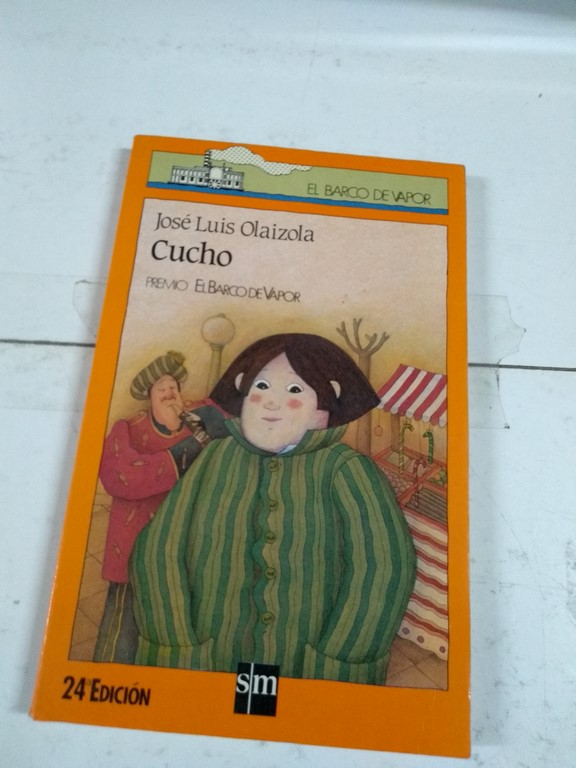 EL BARCO DE VAPOR
José Luis Olaizola
Cucho
PREMIO EL BARCO DE VAPOR
24ª EDICIÓN
sm